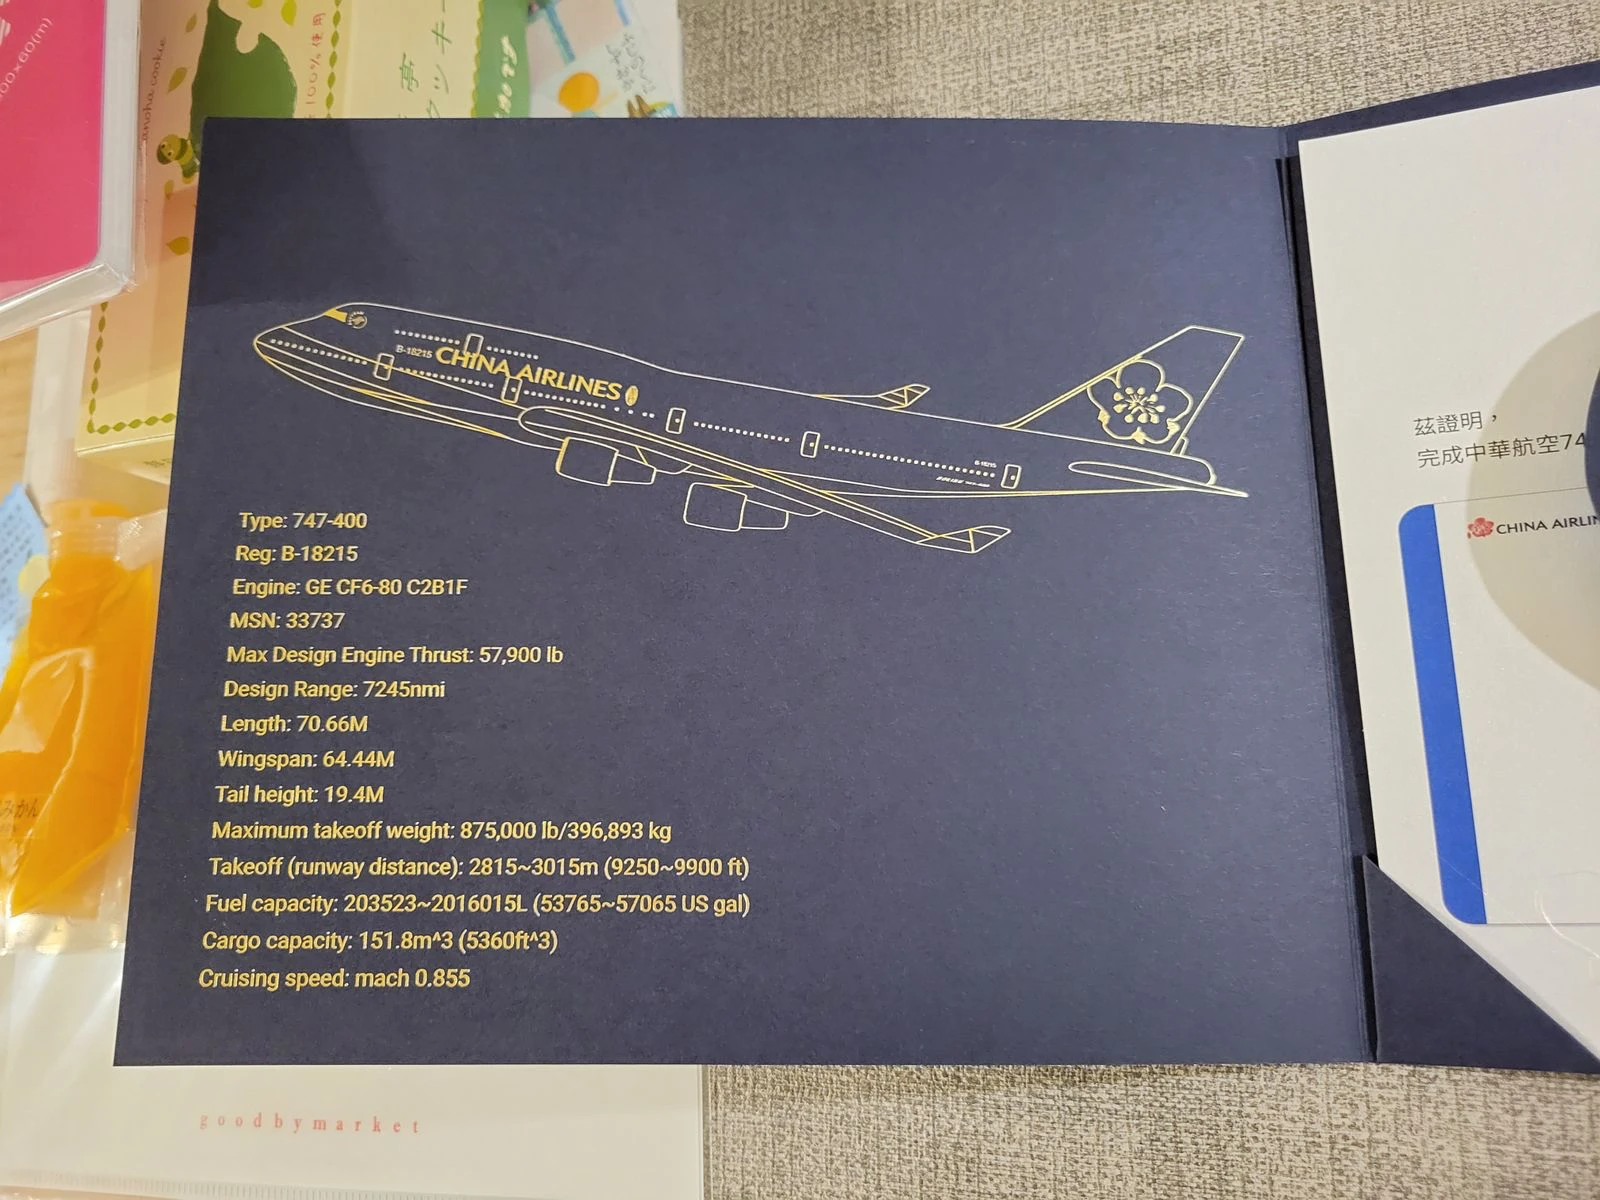 100% 使用
anoha cookie
B-18215 CHINA AIRLINES
B-18215
Type: 747-400
Reg: B-18215
Engine: GE CF6-80 C2B1F
MSN: 33737
Max Design Engine Thrust: 57,900 lb
Design Range: 7245nmi
Length: 70.66M
Wingspan: 64.44M
Tail height: 19.4M
Maximum takeoff weight: 875,000 lb/396,893 kg
Takeoff (runway distance): 2815~3015m (9250~9900 ft)
Fuel capacity: 203523~2016015L (53765~57065 US gal)
Cargo capacity: 151.8m^3 (5360ft^3)
Cruising speed: mach 0.855
茲證明，
完成中華航空74
CHINA AIRLIN
みかん
goodbymarket